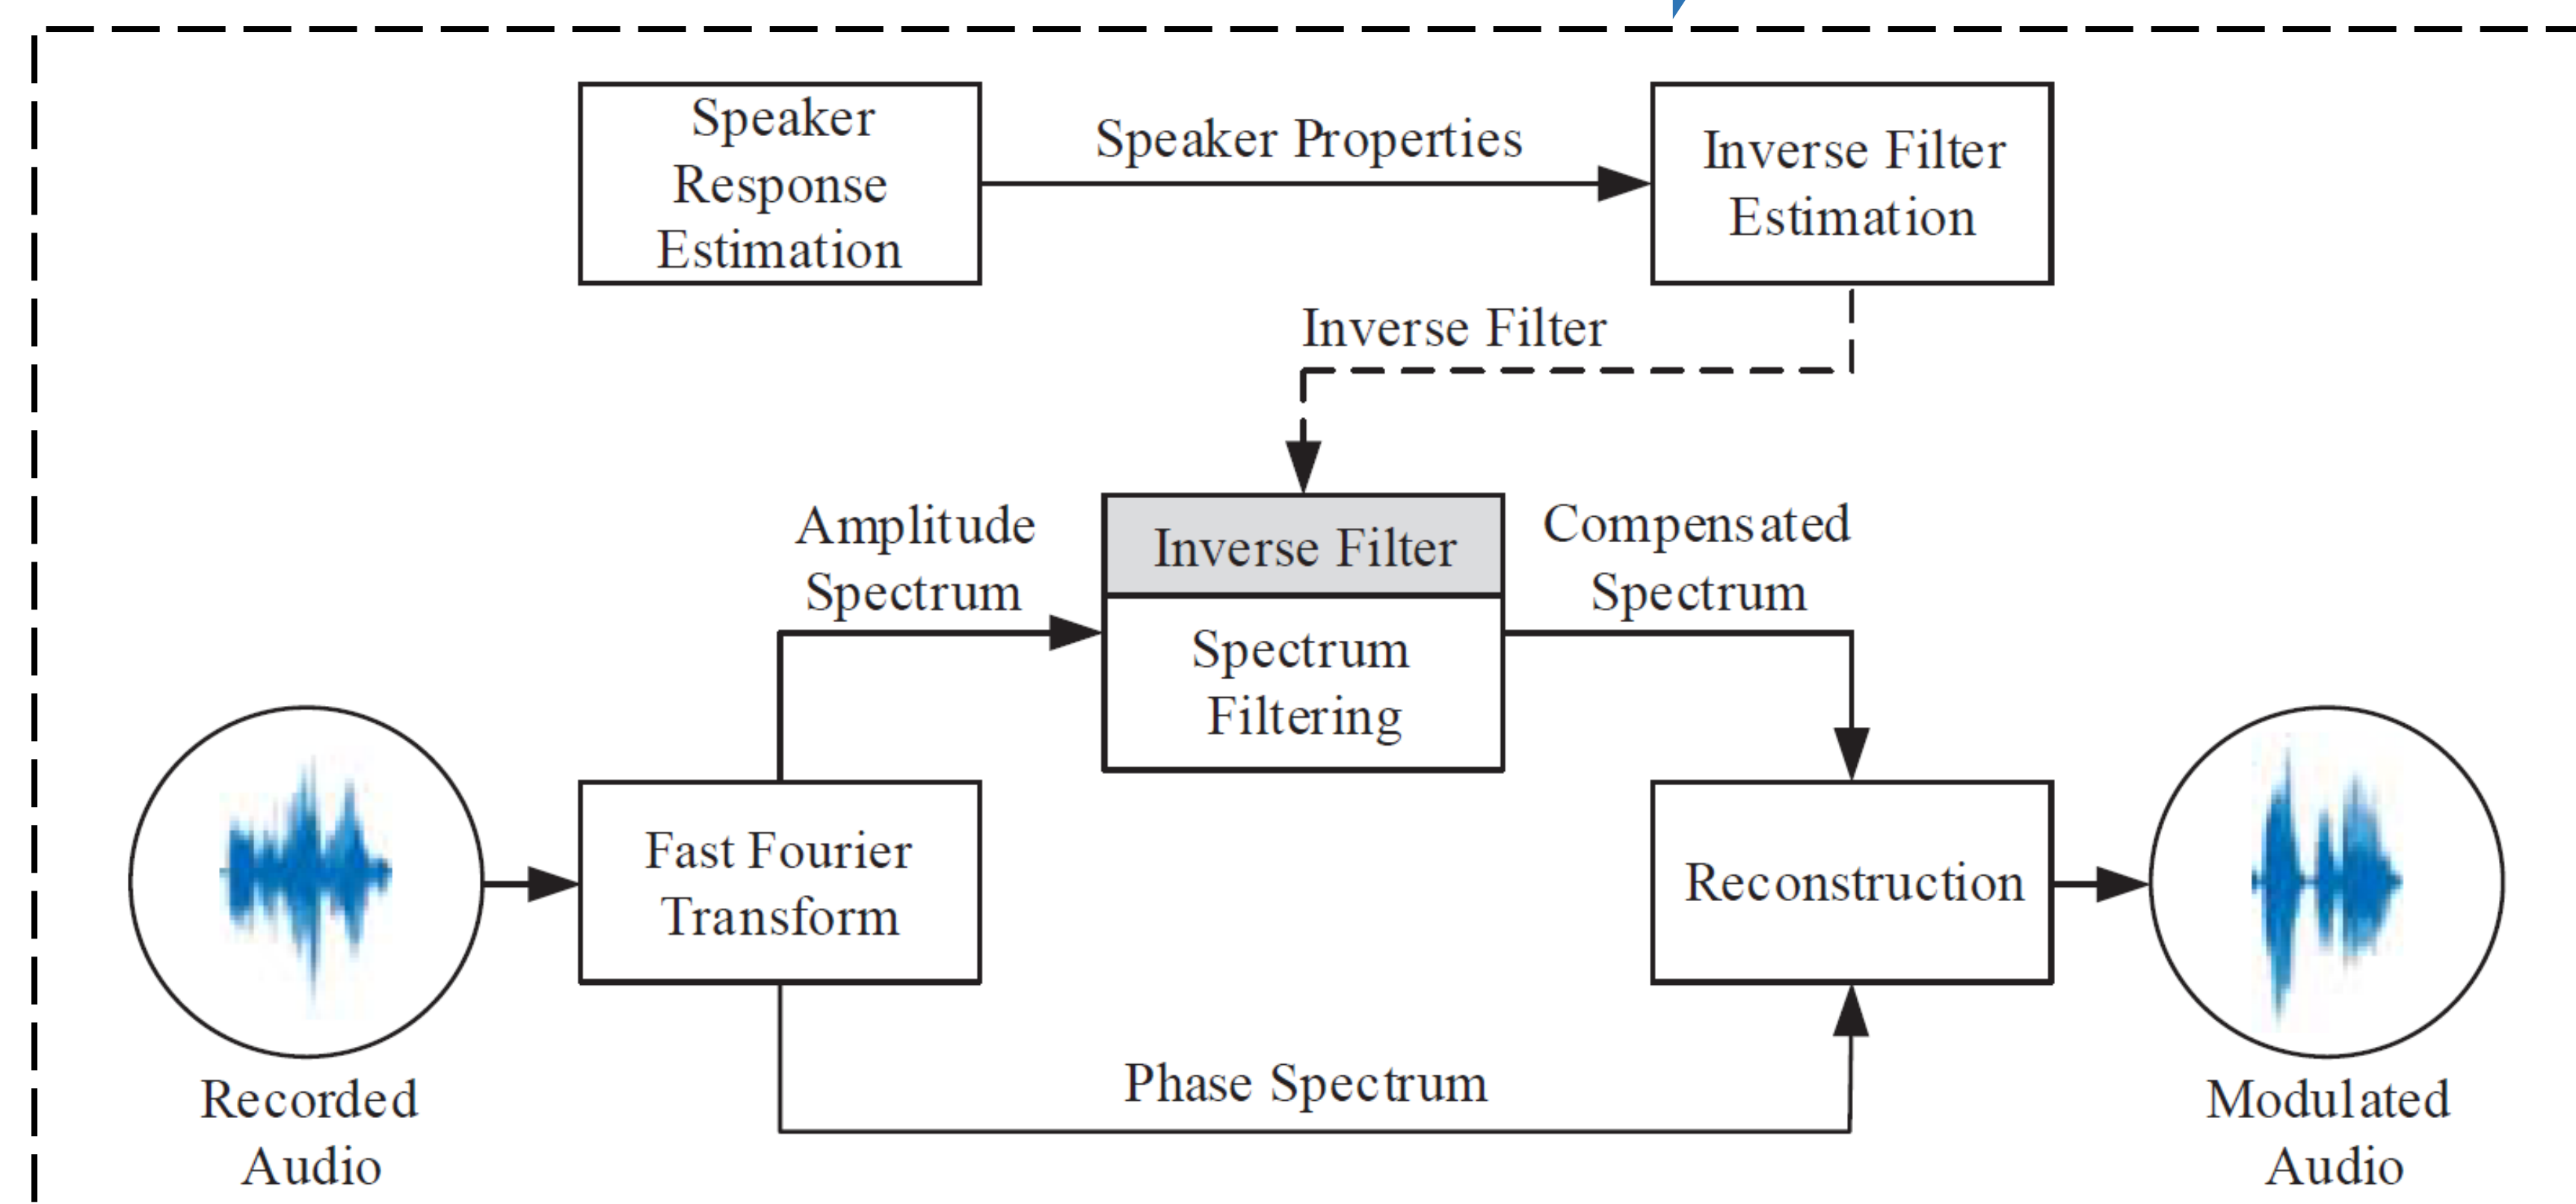 Speaker
Response
Estimation
Speaker Properties
Inverse Filter
Estimation
Inverse Filter
Amplitude
Spectrum
Inverse Filter
Spectrum
Filtering
Compensated
Spectrum
Fast Fourier
Transform
Reconstruction
Phase Spectrum
Recorded
Audio
Modulated
Audio